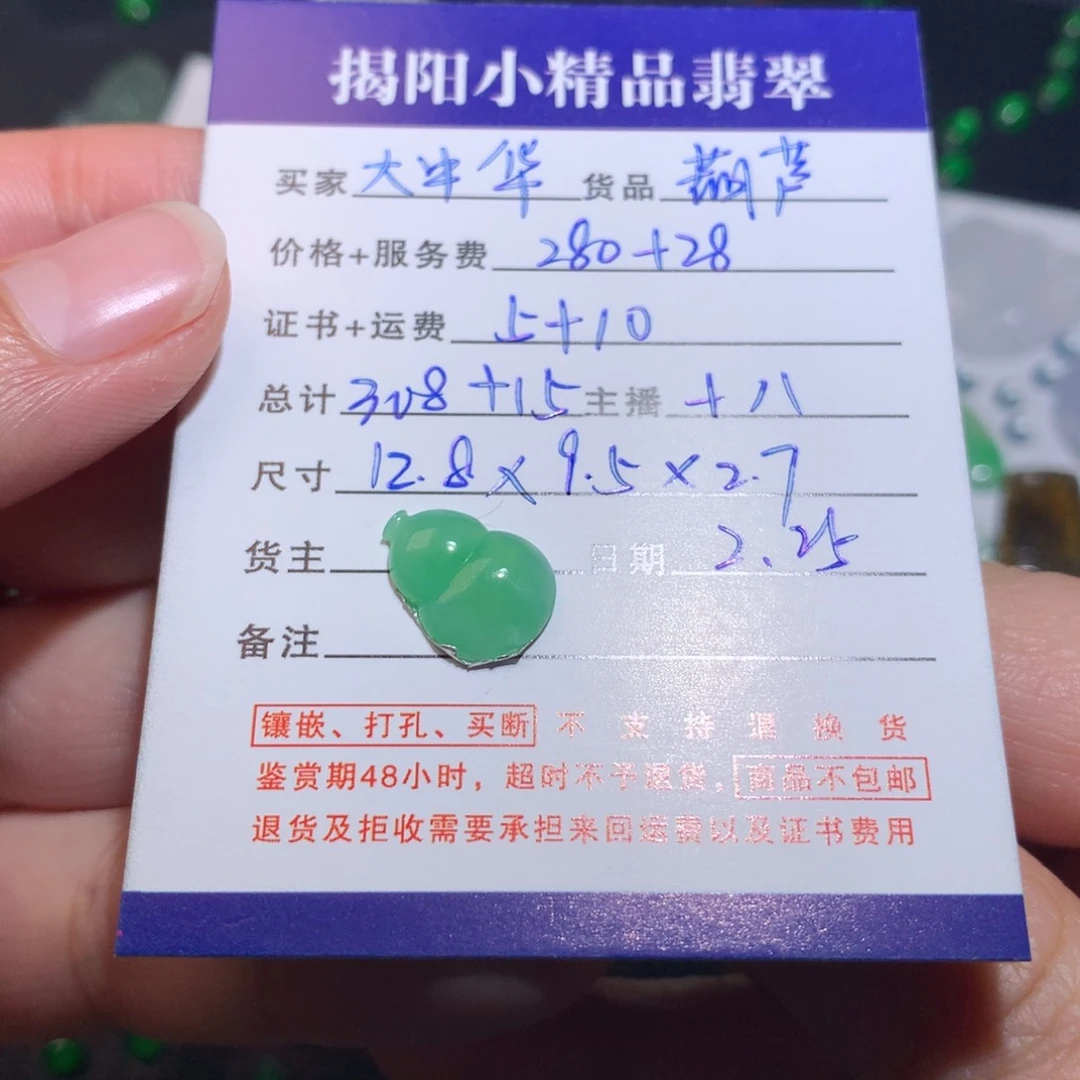 揭阳小精品翡翠
买家 大中华 货品 葫芦
价格+服务费 280+28
证书+运费 5+10
总计 308+15 主播 +八
尺寸 12.8×9.5×2.7
货主 日期 2.25
备注
镶嵌、打孔、买断 不支持退换货
鉴赏期48小时，超时不予退货，商品不包邮
退货及拒收需要承担来回运费以及证书费用